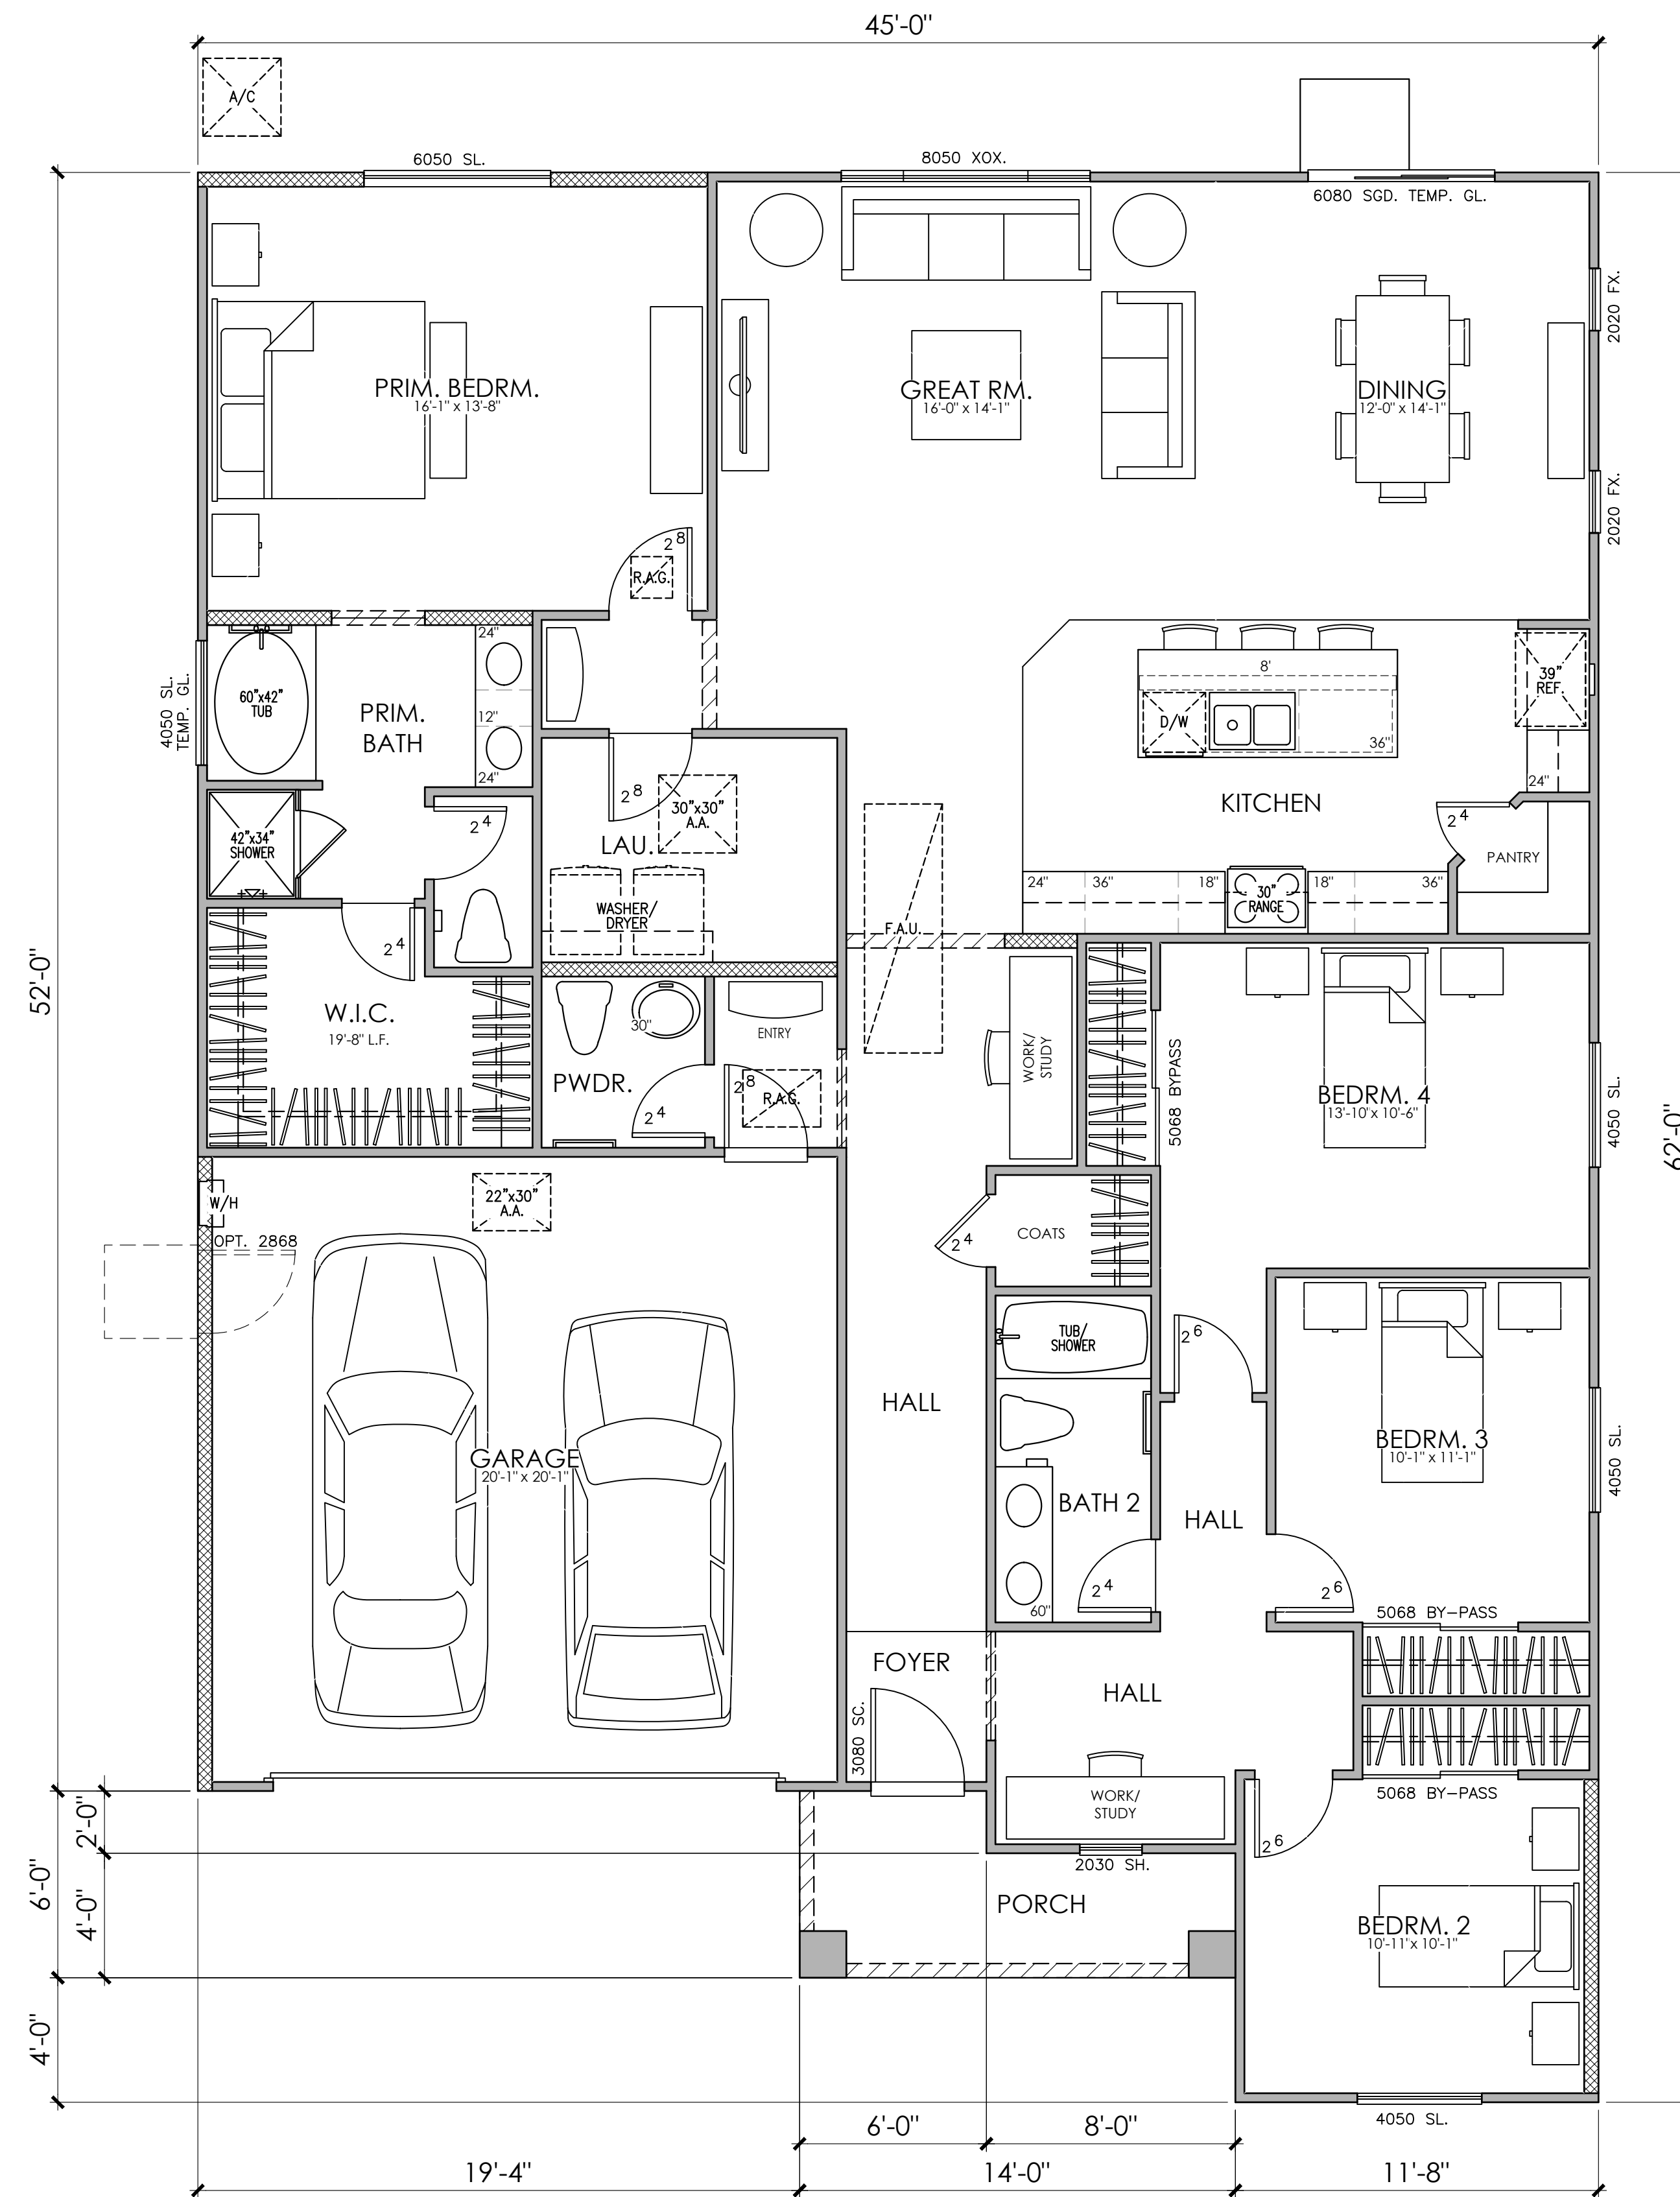 45'-0"
A/C
6050 SL.
8050 XOX.
6080 SGD. TEMP. GL.
2020 FX.
PRIM. BEDRM.
16'-1" x 13'-8"
GREAT RM.
16'-0" x 14'-1"
DINING
12'-0" x 14'-1"
2020 FX.
2 8
R.A.G.
24"
8'
39"
REF.
60"x42"
TUB
4050 SL.
TEMP. GL.
PRIM.
BATH
12"
D/W
36"
24"
24"
KITCHEN
2 8
30"x30"
A.A.
2 4
2 4
42"x34"
SHOWER
LAU.
PANTRY
24"
36"
18"
30"
RANGE
18"
36"
WASHER/
DRYER
F.A.U.
2 4
52'-0"
W.I.C.
19'-8" L.F.
30"
ENTRY
WORK/
STUDY
5068 BYPASS
BEDRM. 4
13'-10" x 10'-6"
4050 SL.
62'-0"
PWDR.
2 8
R.A.G.
2 4
W/H
22"x30"
A.A.
OPT. 2868
COATS
2 4
TUB/
SHOWER
2 6
HALL
BEDRM. 3
10'-1" x 11'-1"
4050 SL.
GARAGE
20'-1" x 20'-1"
BATH 2
HALL
2 4
60"
2 6
5068 BY-PASS
FOYER
HALL
3080 SC.
5068 BY-PASS
WORK/
STUDY
2 6
2030 SH.
2'-0"
6'-0"
4'-0"
PORCH
BEDRM. 2
10'-11" x 10'-1"
4'-0"
4050 SL.
6'-0"
8'-0"
19'-4"
14'-0"
11'-8"